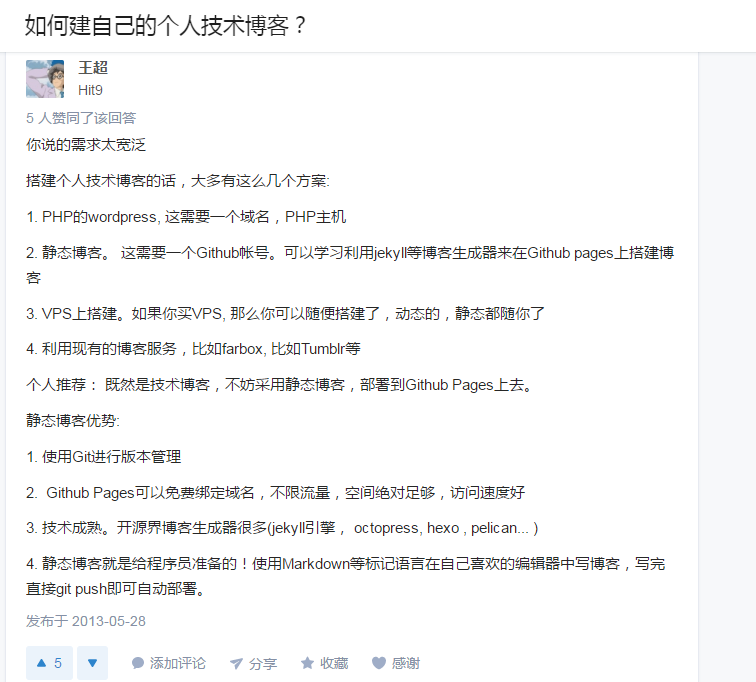 如何建自己的个人技术博客？
王超
Hit9
5 人赞同了该回答
你说的需求太宽泛
搭建个人技术博客的话，大多有这么几个方案:
1. PHP的wordpress, 这需要一个域名，PHP主机
2. 静态博客。 这需要一个Github帐号。可以学习利用jekyll等博客生成器来在Github pages上搭建博
客
3. VPS上搭建。如果你买VPS, 那么你可以随便搭建了，动态的，静态都随你了
4. 利用现有的博客服务，比如farbox, 比如Tumblr等
个人推荐： 既然是技术博客，不妨采用静态博客，部署到Github Pages上去。
静态博客优势:
1. 使用Git进行版本管理
2.  Github Pages可以免费绑定域名，不限流量，空间绝对足够，访问速度好
3. 技术成熟。开源界博客生成器很多(jekyll引擎， octopress, hexo , pelican... )
4. 静态博客就是给程序员准备的！使用Markdown等标记语言在自己喜欢的编辑器中写博客，写完
直接git push即可自动部署。
发布于 2013-05-28
5 添加评论 分享 收藏 感谢